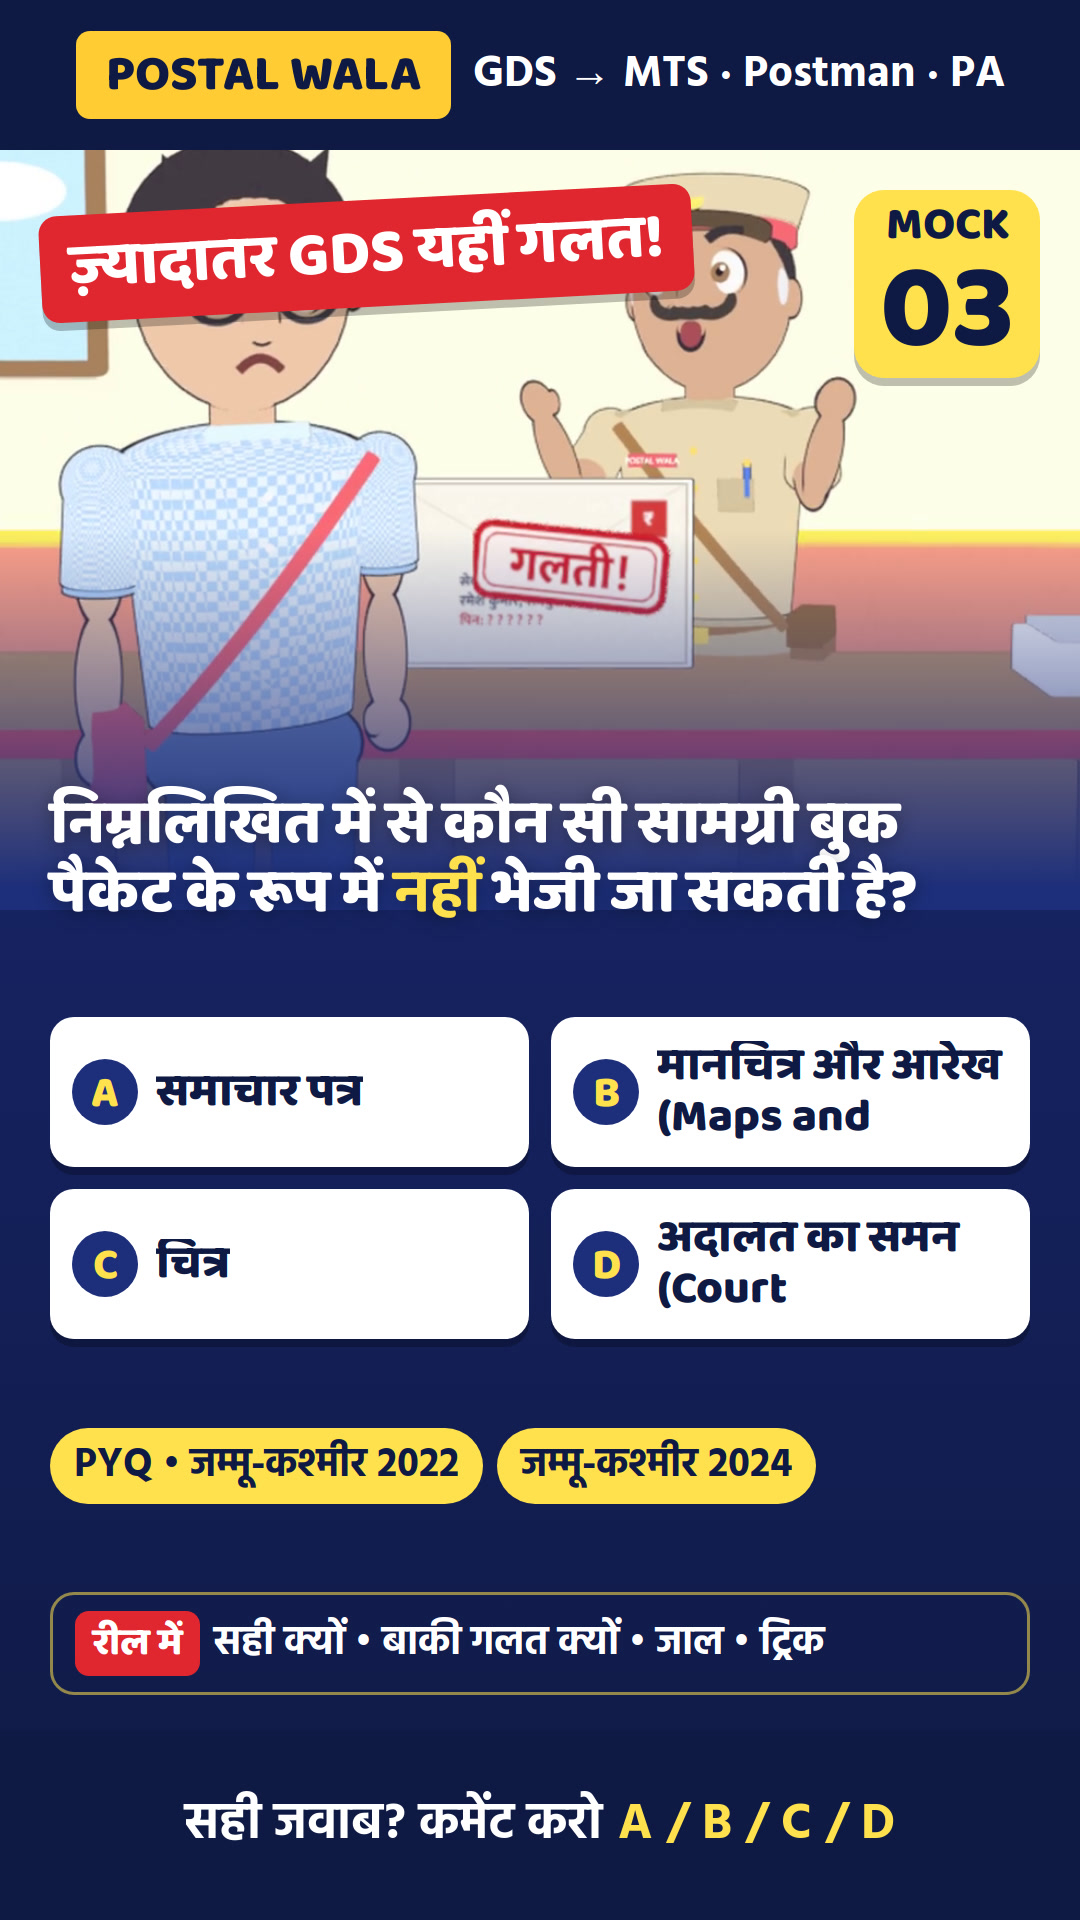 POSTAL WALA GDS → MTS • Postman • PA
ज़्यादातर GDS यहीं गलत!
MOCK
03
POSTAL WALA
₹
गलती!
पिन: ? ? ? ? ? ?
निम्नलिखित में से कौन सी सामग्री बुक
पैकेट के रूप में नहीं भेजी जा सकती है?
A समाचार पत्र
B मानचित्र और आरेख
(Maps and
C चित्र
D अदालत का समन
(Court
PYQ • जम्मू-कश्मीर 2022 जम्मू-कश्मीर 2024
रील में सही क्यों • बाकी गलत क्यों • जाल • ट्रिक
सही जवाब? कमेंट करो A / B / C / D